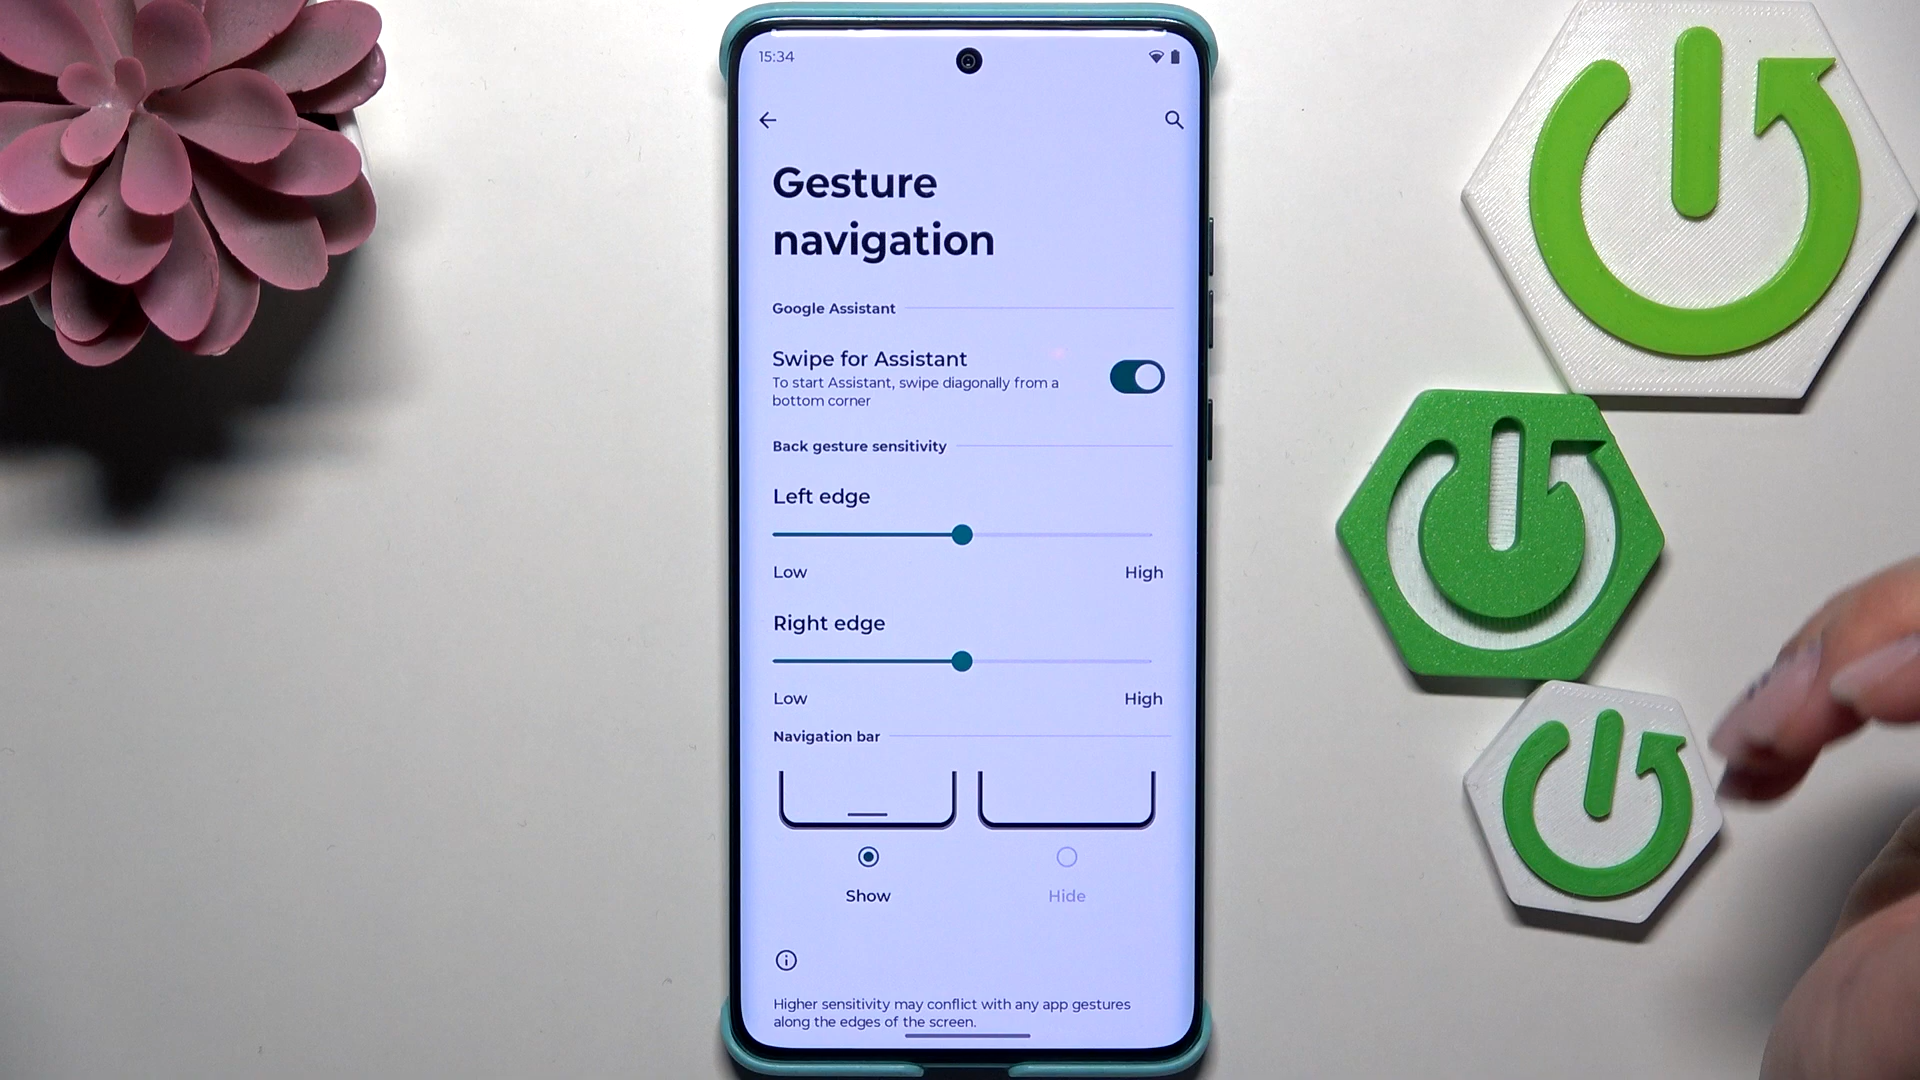 15:34
Gesture
navigation
Google Assistant
Swipe for Assistant
To start Assistant, swipe diagonally from a
bottom corner
Back gesture sensitivity
Left edge
Low High
Right edge
Low High
Navigation bar
Show Hide
Higher sensitivity may conflict with any app gestures
along the edges of the screen.